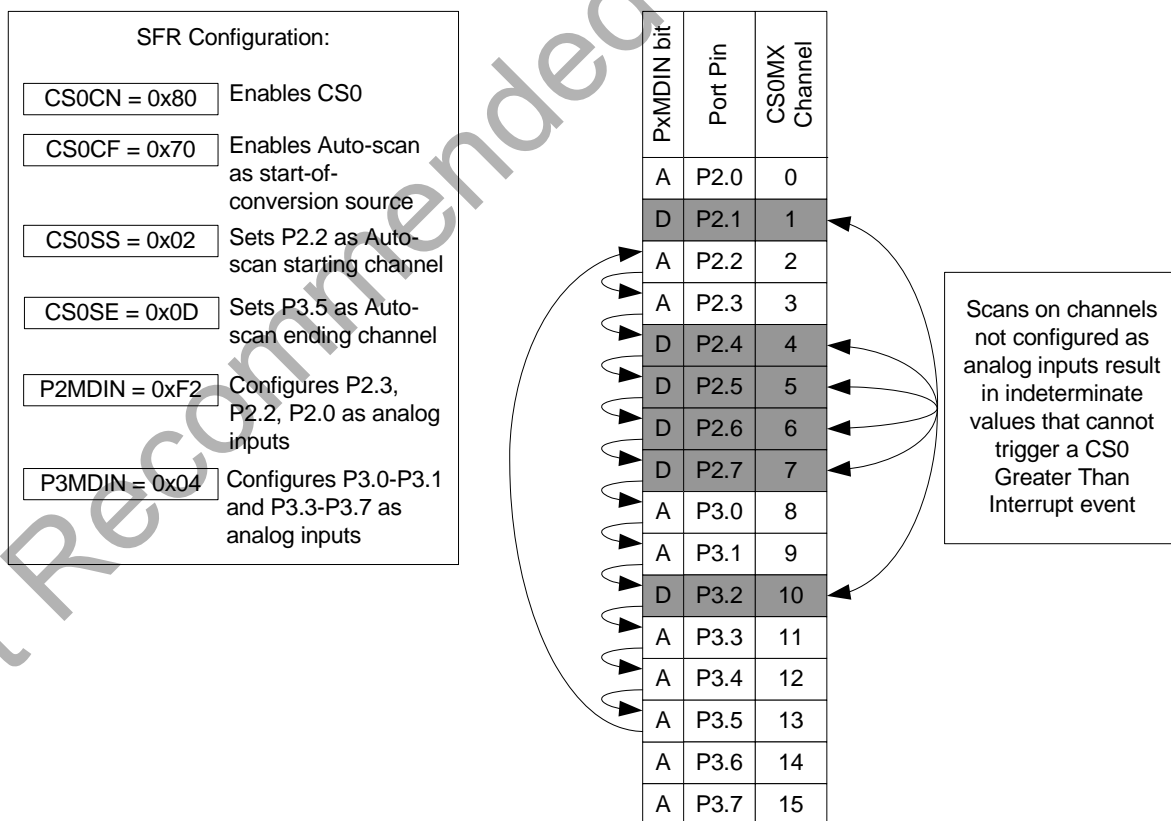 SFR Configuration:
CS0CN = 0x80
Enables CS0
CS0CF = 0x70
Enables Auto-scan
as start-of-
conversion source
CS0SS = 0x02
Sets P2.2 as Auto-
scan starting channel
CS0SE = 0x0D
Sets P3.5 as Auto-
scan ending channel
P2MDIN = 0xF2
Configures P2.3,
P2.2, P2.0 as analog
inputs
P3MDIN = 0x04
Configures P3.0-P3.1
and P3.3-P3.7 as
analog inputs
PxMDIN bit
Port Pin
CS0MX
Channel
A P2.0 0
D P2.1 1
A P2.2 2
A P2.3 3
D P2.4 4
D P2.5 5
D P2.6 6
D P2.7 7
A P3.0 8
A P3.1 9
D P3.2 10
A P3.3 11
A P3.4 12
A P3.5 13
A P3.6 14
A P3.7 15
Scans on channels
not configured as
analog inputs result
in indeterminate
values that cannot
trigger a CS0
Greater Than
Interrupt event
Recommended